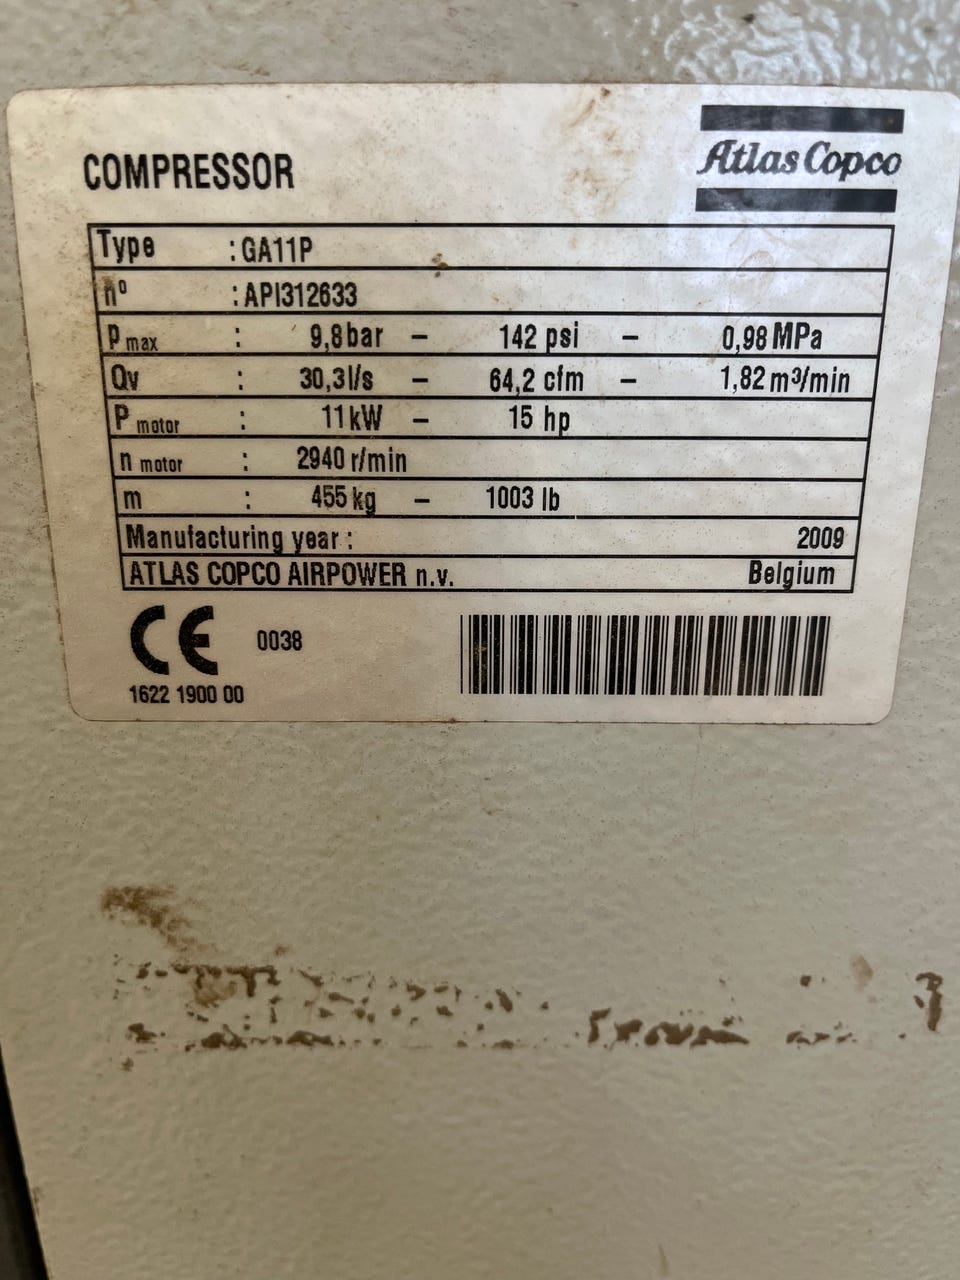 Atlas Copco
COMPRESSOR
Type : GA11P
nº : API312633
P max : 9,8 bar – 142 psi – 0,98 MPa
Qv : 30,3 l/s – 64,2 cfm – 1,82 m³/min
P motor : 11 kW – 15 hp
n motor : 2940 r/min
m : 455 kg – 1003 lb
Manufacturing year : 2009
ATLAS COPCO AIRPOWER n.v. Belgium
CE 0038
1622 1900 00